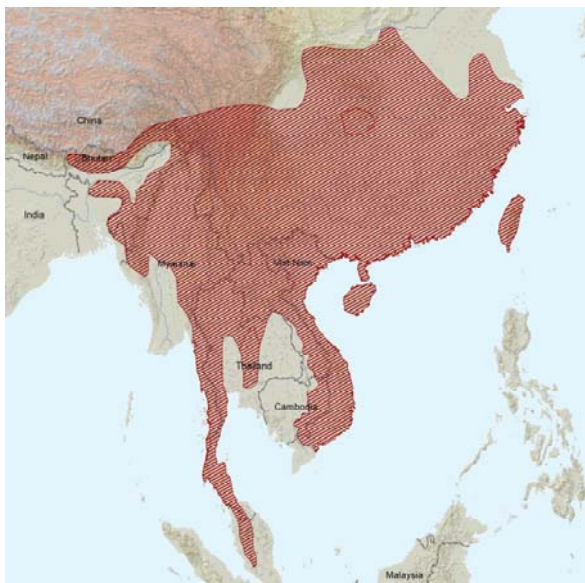 China
Nepal
Bhutan
India
Myanmar
Viet Nam
Thailand
Cambodia
Malaysia